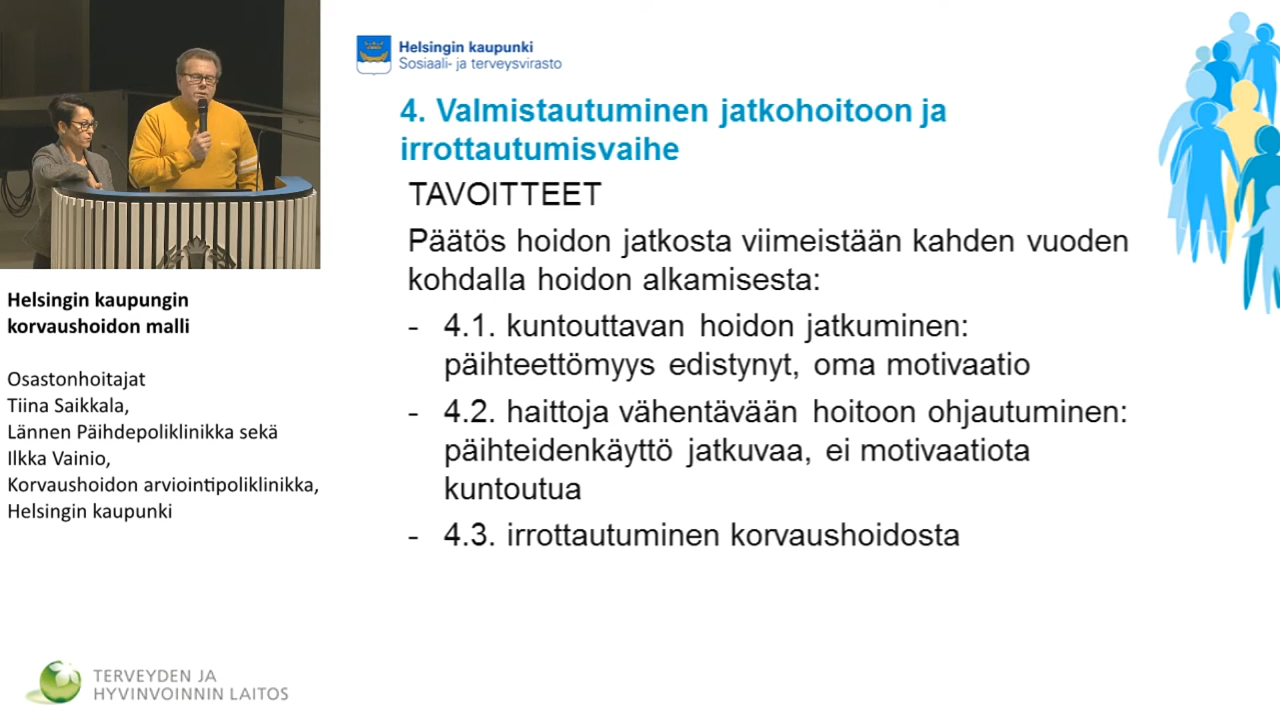 Helsingin kaupunki
Sosiaali- ja terveysvirasto
4. Valmistautuminen jatkohoitoon ja
irrottautumisvaihe
TAVOITTEET
Päätös hoidon jatkosta viimeistään kahden vuoden
kohdalla hoidon alkamisesta:
- 4.1. kuntouttavan hoidon jatkuminen:
päihteettömyys edistynyt, oma motivaatio
- 4.2. haittoja vähentävään hoitoon ohjautuminen:
päihteidenkäyttö jatkuvaa, ei motivaatiota
kuntoutua
- 4.3. irrottautuminen korvaushoidosta
Helsingin kaupungin
korvaushoidon malli
Osastonhoitajat
Tiina Saikkala,
Lännen Päihdepoliklinikka sekä
Ilkka Vainio,
Korvaushoidon arviointipoliklinikka,
Helsingin kaupunki
TERVEYDEN JA
HYVINVOINNIN LAITOS